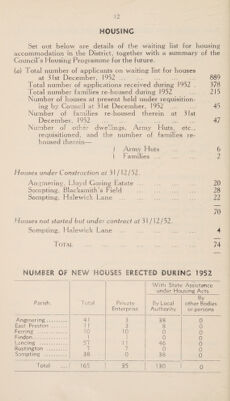 12
HOUSING
Set out below are details of the waiting list for housing
accommodation in the District, together with a summary of the
Council's Housing Programme for the future.
(a) Total number of applicants on waiting list for houses
at 31st December, 1952 ... 889
Total number of applications received during 1952 ... 378
Total number families re-housed during 1952 ... 215
Number of houses at present held under requisition-
ing by Council at 31st December, 1952 ... 45
Number of families re-housed therein at 31st
December, 1952 ... 47
Number of other dwellings, Army Huts, etc.,
requisitioned, and the number of families re-
housed therein—
Army Huts ... 6
Families ... 2
Houses under Construction at 31/12/52.
Angmering, Lloyd Goring Estate ... 20
Sompting, Blacksmith's Field ... 28
Sompting, Halewick Lane ... 22
70
Houses not started but under contract at 31/12/52.
Sompting, Halewick Lane ... 4
TOTAL ... 74
NUMBER OF NEW HOUSES ERECTED DURING 1952
With State Assistance
under Housing Acts
Parish. Total Private Enterprise By Local Authority By other Bodies or persons
Angmering ... 41 3 38 0
East Preston ... 11 3 8 0
Ferring ... 10 10 0 0
Findon ... 0
Lancing ... 57 11 46 0
Rustington ... 7 7 0 0
Sompting ... 38 0 38 0
Total ... 165 35 130 0